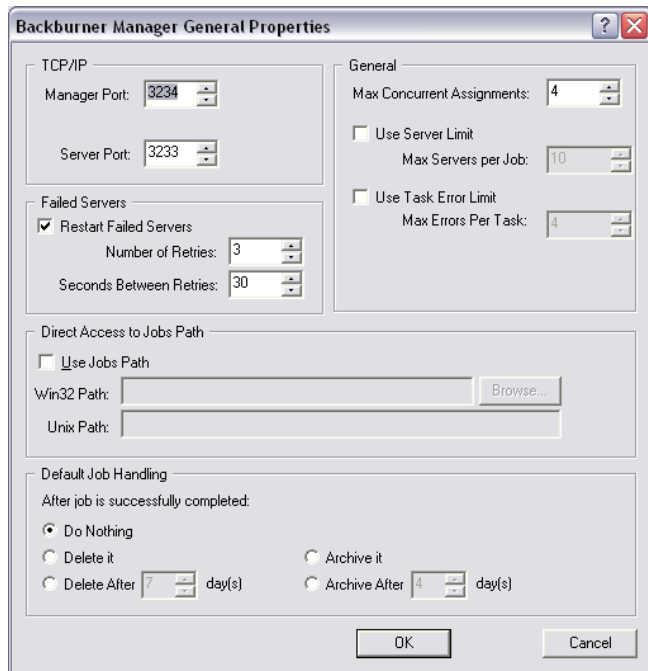 Backburner Manager General Properties
TCP/IP
Manager Port: 3234
Server Port: 3233
General
Max Concurrent Assignments: 4
Use Server Limit
Max Servers per Job: 10
Use Task Error Limit
Max Errors Per Task: 4
Failed Servers
Restart Failed Servers
Number of Retries: 3
Seconds Between Retries: 30
Direct Access to Jobs Path
Use Jobs Path
Win32 Path: Browse...
Unix Path:
Default Job Handling
After job is successfully completed:
Do Nothing
Delete it Archive it
Delete After 7 day(s) Archive After 4 day(s)
OK Cancel